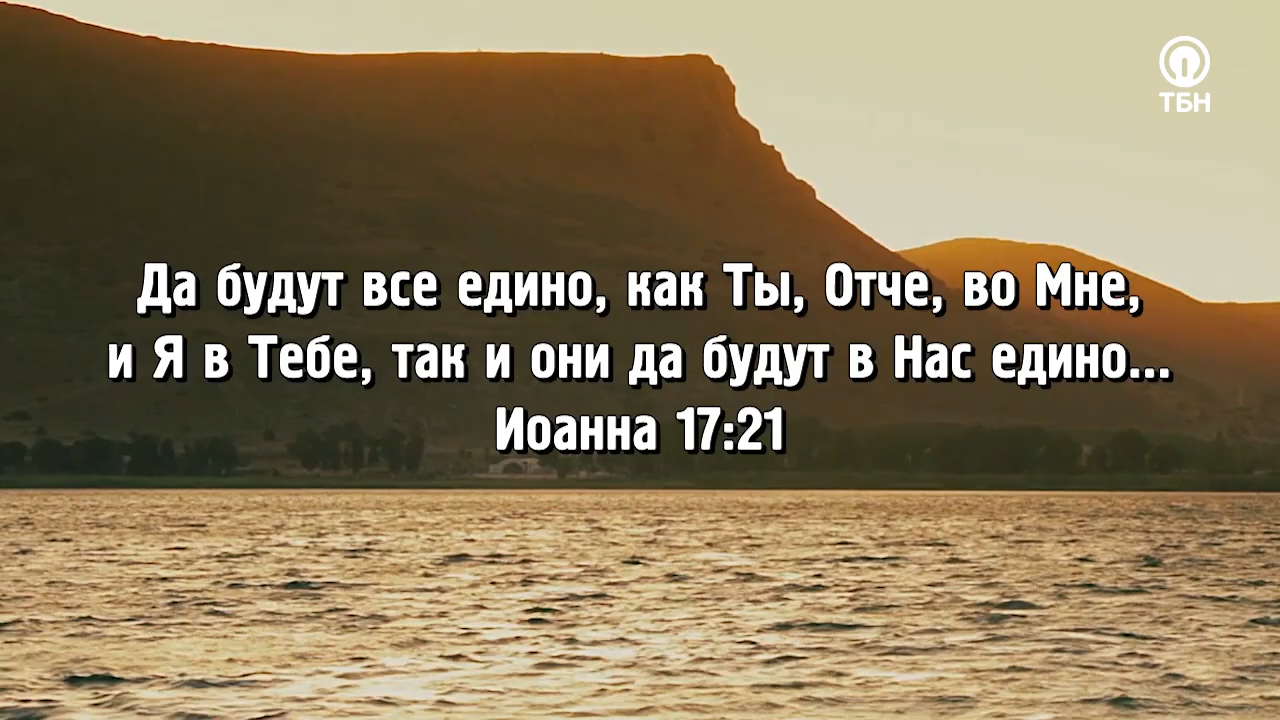 ТБН
Да будут все едино, как Ты, Отче, во Мне,
и Я в Тебе, так и они да будут в Нас едино...
Иоанна 17:21